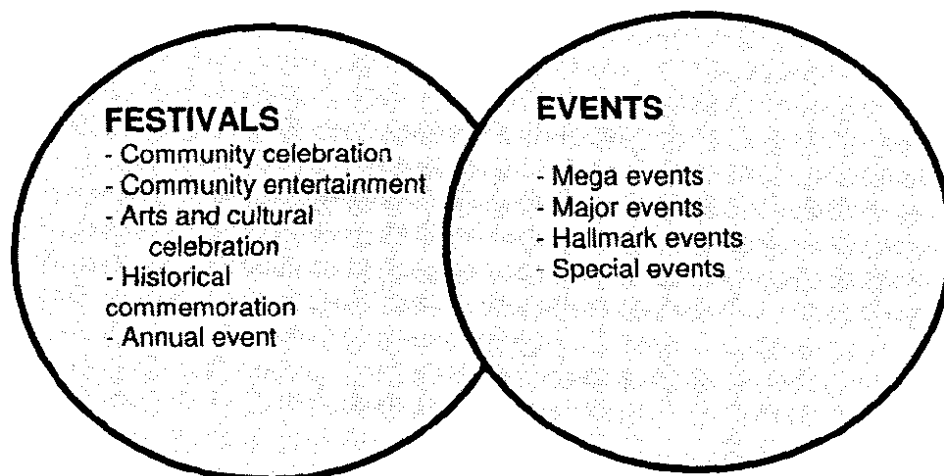 FESTIVALS
- Community celebration
- Community entertainment
- Arts and cultural
celebration
- Historical
commemoration
- Annual event
EVENTS
- Mega events
- Major events
- Hallmark events
- Special events